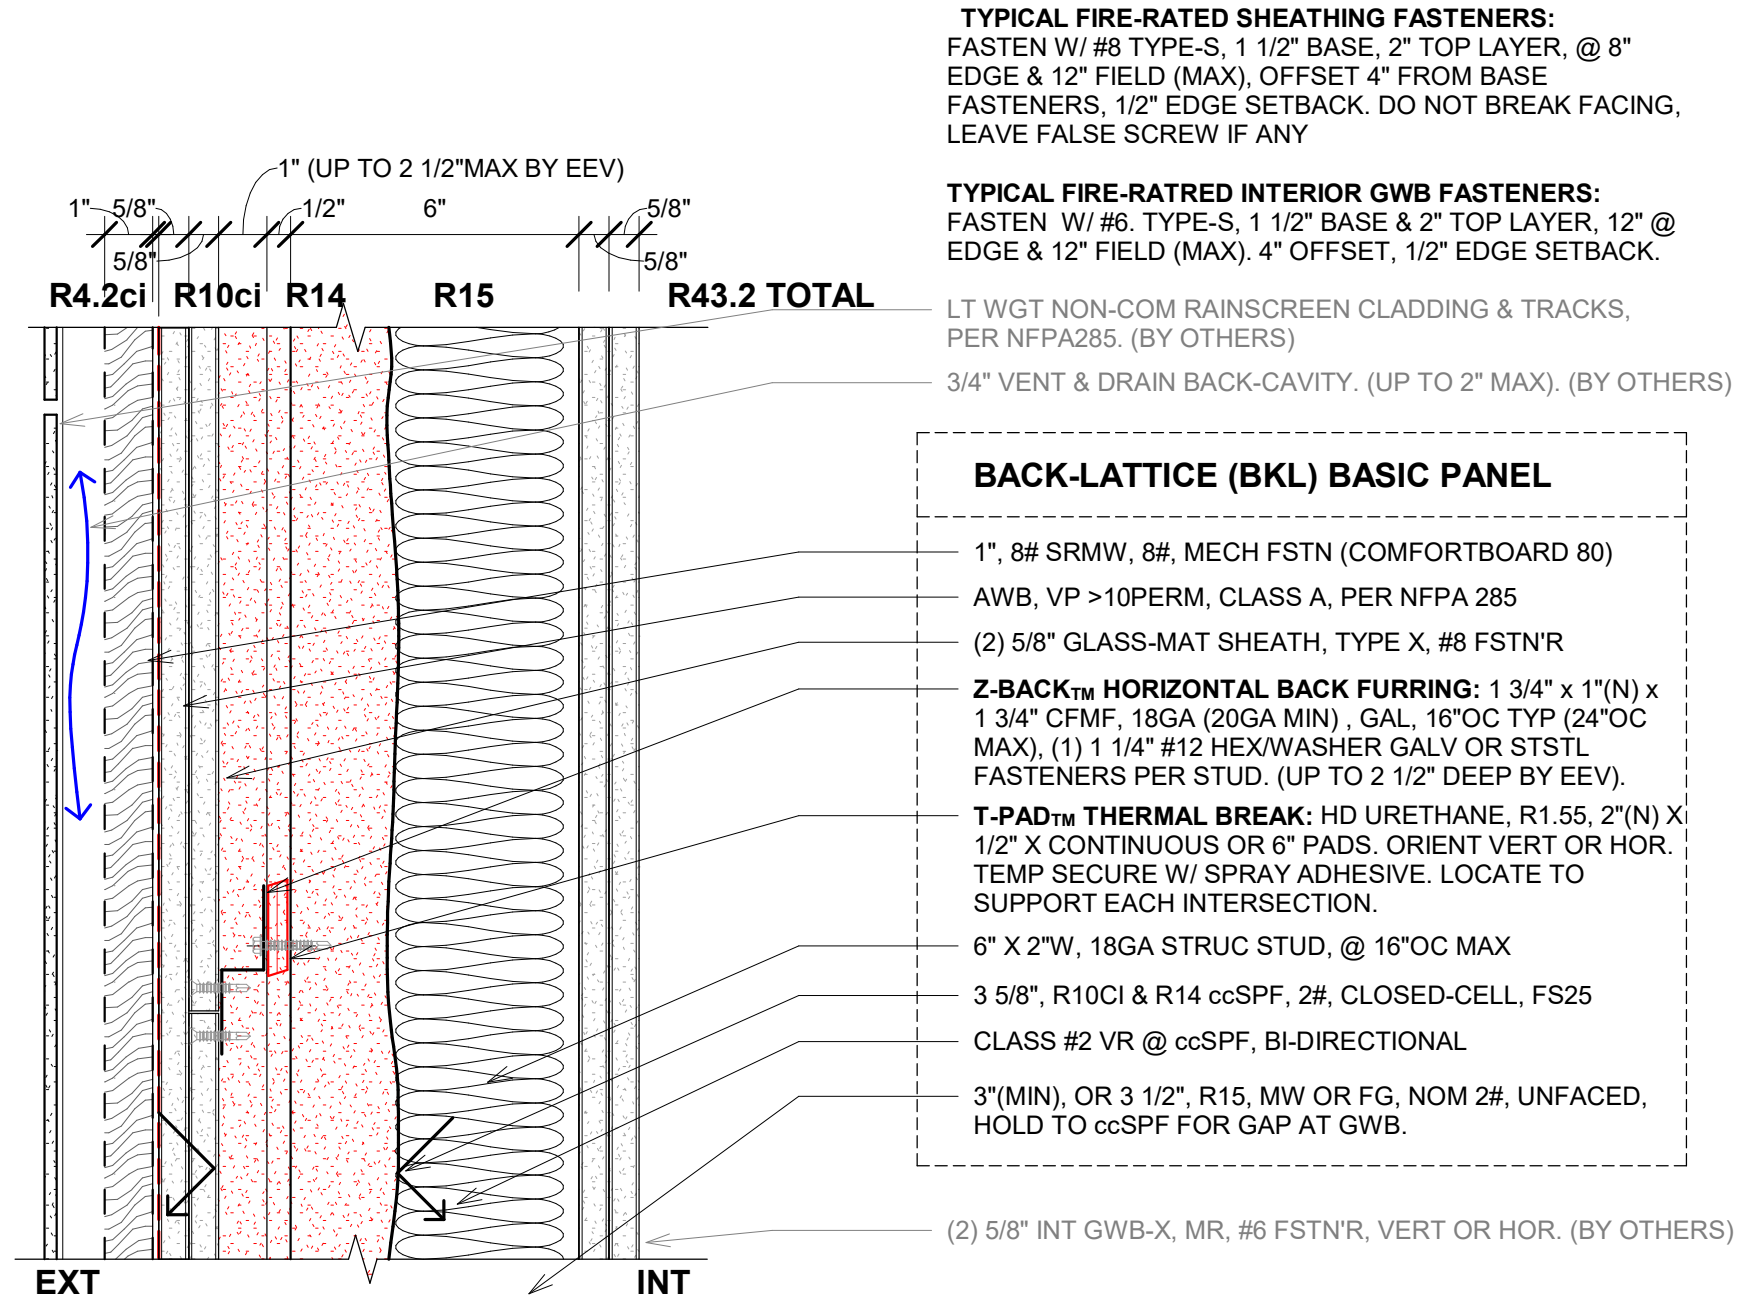 TYPICAL FIRE-RATED SHEATHING FASTENERS:
FASTEN W/ #8 TYPE-S, 1 1/2" BASE, 2" TOP LAYER, @ 8"
EDGE & 12" FIELD (MAX), OFFSET 4" FROM BASE
FASTENERS, 1/2" EDGE SETBACK. DO NOT BREAK FACING,
LEAVE FALSE SCREW IF ANY
TYPICAL FIRE-RATRED INTERIOR GWB FASTENERS:
FASTEN W/ #6. TYPE-S, 1 1/2" BASE & 2" TOP LAYER, 12" @
EDGE & 12" FIELD (MAX). 4" OFFSET, 1/2" EDGE SETBACK.
1" (UP TO 2 1/2"MAX BY EEV)
1" 5/8" 1/2" 6" 5/8"
5/8" 5/8"
R4.2ci R10ci R14 R15 R43.2 TOTAL
LT WGT NON-COM RAINSCREEN CLADDING & TRACKS,
PER NFPA285. (BY OTHERS)
3/4" VENT & DRAIN BACK-CAVITY. (UP TO 2" MAX). (BY OTHERS)
BACK-LATTICE (BKL) BASIC PANEL
1", 8# SRMW, 8#, MECH FSTN (COMFORTBOARD 80)
AWB, VP >10PERM, CLASS A, PER NFPA 285
(2) 5/8" GLASS-MAT SHEATH, TYPE X, #8 FSTN'R
Z-BACK™ HORIZONTAL BACK FURRING: 1 3/4" x 1"(N) x
1 3/4" CFMF, 18GA (20GA MIN) , GAL, 16"OC TYP (24"OC
MAX), (1) 1 1/4" #12 HEX/WASHER GALV OR STSTL
FASTENERS PER STUD. (UP TO 2 1/2" DEEP BY EEV).
T-PAD™ THERMAL BREAK: HD URETHANE, R1.55, 2"(N) X
1/2" X CONTINUOUS OR 6" PADS. ORIENT VERT OR HOR.
TEMP SECURE W/ SPRAY ADHESIVE. LOCATE TO
SUPPORT EACH INTERSECTION.
6" X 2"W, 18GA STRUC STUD, @ 16"OC MAX
3 5/8", R10CI & R14 ccSPF, 2#, CLOSED-CELL, FS25
CLASS #2 VR @ ccSPF, BI-DIRECTIONAL
3"(MIN), OR 3 1/2", R15, MW OR FG, NOM 2#, UNFACED,
HOLD TO ccSPF FOR GAP AT GWB.
(2) 5/8" INT GWB-X, MR, #6 FSTN'R, VERT OR HOR. (BY OTHERS)
EXT INT